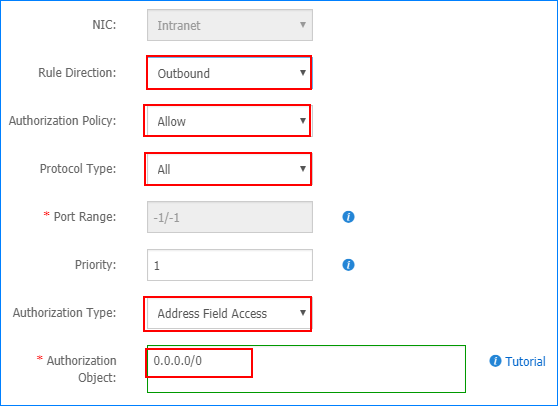 NIC: Intranet
Rule Direction: Outbound
Authorization Policy: Allow
Protocol Type: All
* Port Range: -1/-1
Priority: 1
Authorization Type: Address Field Access
* Authorization 0.0.0.0/0 Tutorial
Object: